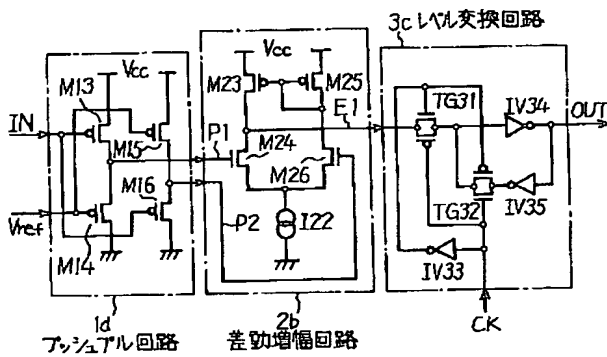 3c レベル変換回路
Vcc
Vcc
M13
M23
M25
TG31
IV34
OUT
IN
E1
M15
P1
M24
M16
M26
IV35
Vref
P2
I22
TG32
M14
IV33
1d
2b
CK
プッシュプル回路
差動増幅回路